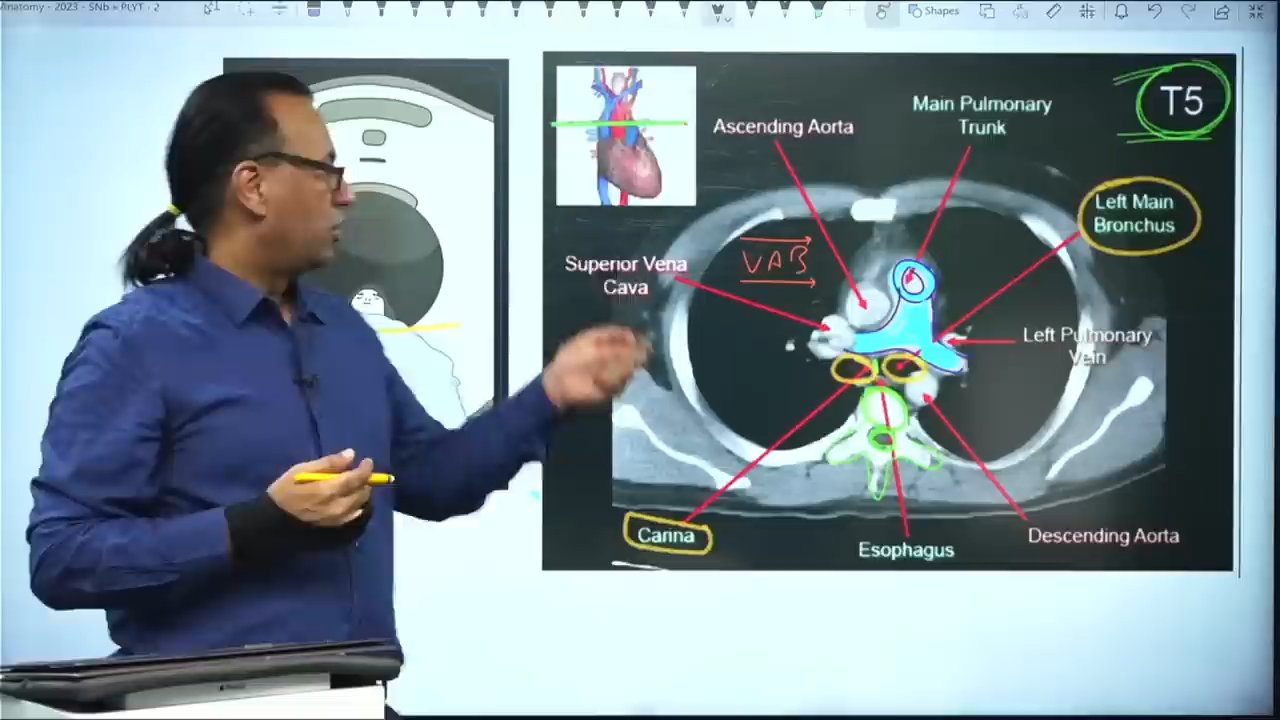 Anatomy - 2023 - SNb = PLYT - 2
Shapes
T5
Main Pulmonary
Trunk
Ascending Aorta
Left Main
Bronchus
VAB
Superior Vena
Cava
Left Pulmonary
Vein
Carina
Esophagus
Descending Aorta